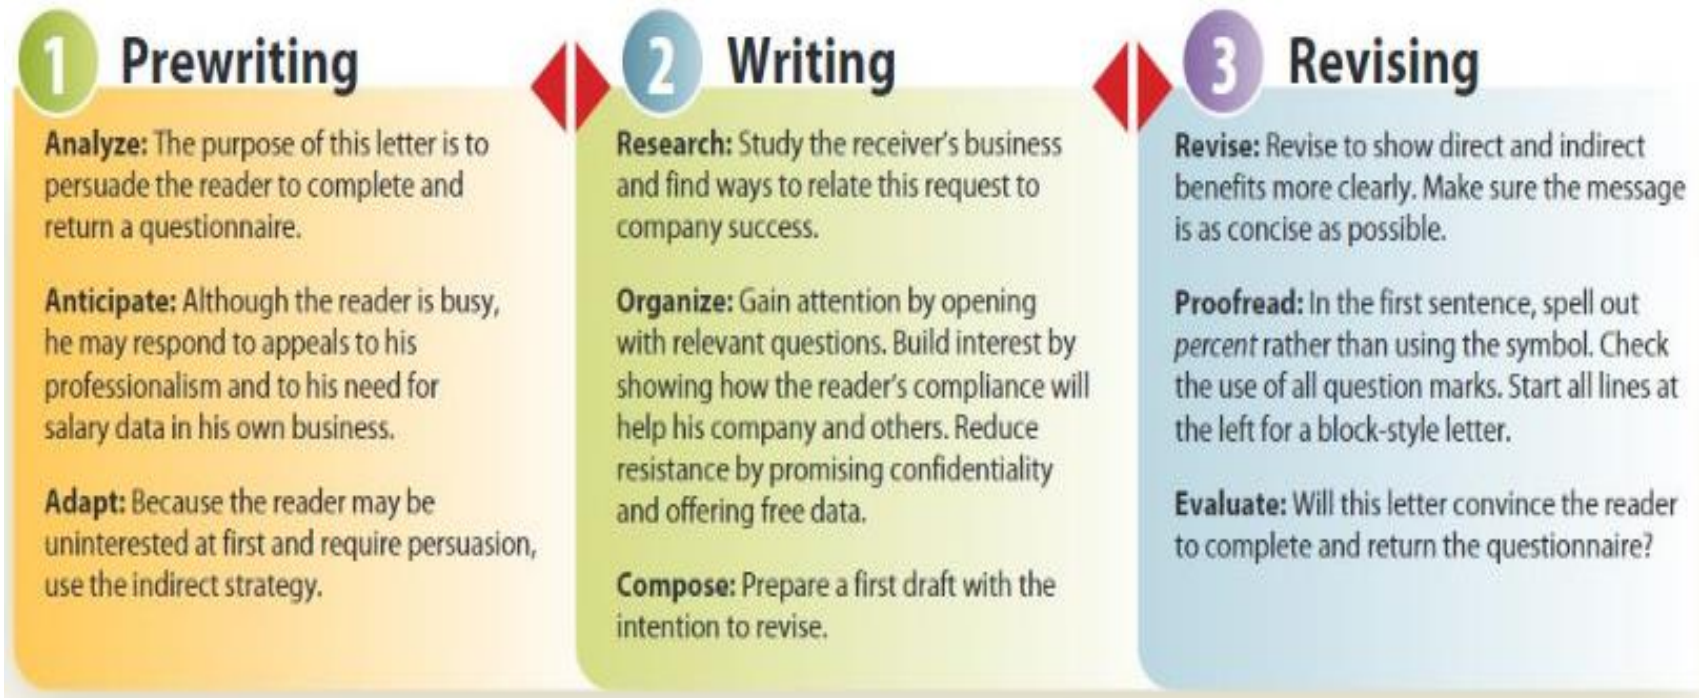 1 Prewriting
Analyze: The purpose of this letter is to
persuade the reader to complete and
return a questionnaire.
Anticipate: Although the reader is busy,
he may respond to appeals to his
professionalism and to his need for
salary data in his own business.
Adapt: Because the reader may be
uninterested at first and require persuasion,
use the indirect strategy.
2 Writing
Research: Study the receiver's business
and find ways to relate this request to
company success.
Organize: Gain attention by opening
with relevant questions. Build interest by
showing how the reader's compliance will
help his company and others. Reduce
resistance by promising confidentiality
and offering free data.
Compose: Prepare a first draft with the
intention to revise.
3 Revising
Revise: Revise to show direct and indirect
benefits more clearly. Make sure the message
is as concise as possible.
Proofread: In the first sentence, spell out
percent rather than using the symbol. Check
the use of all question marks. Start all lines at
the left for a block-style letter.
Evaluate: Will this letter convince the reader
to complete and return the questionnaire?